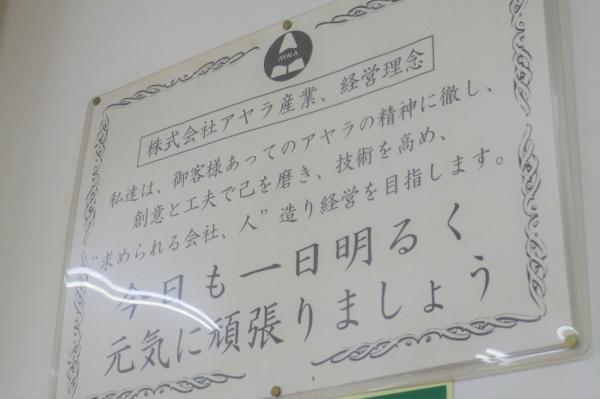 AYALA
株式会社アヤラ産業、経営理念
私達は、御客様あってのアヤラの精神に徹し、
創意と工夫で己を磨き、技術を高め、
“求められる会社、人”造り経営を目指します。
今日も一日明るく
元気に頑張りましょう